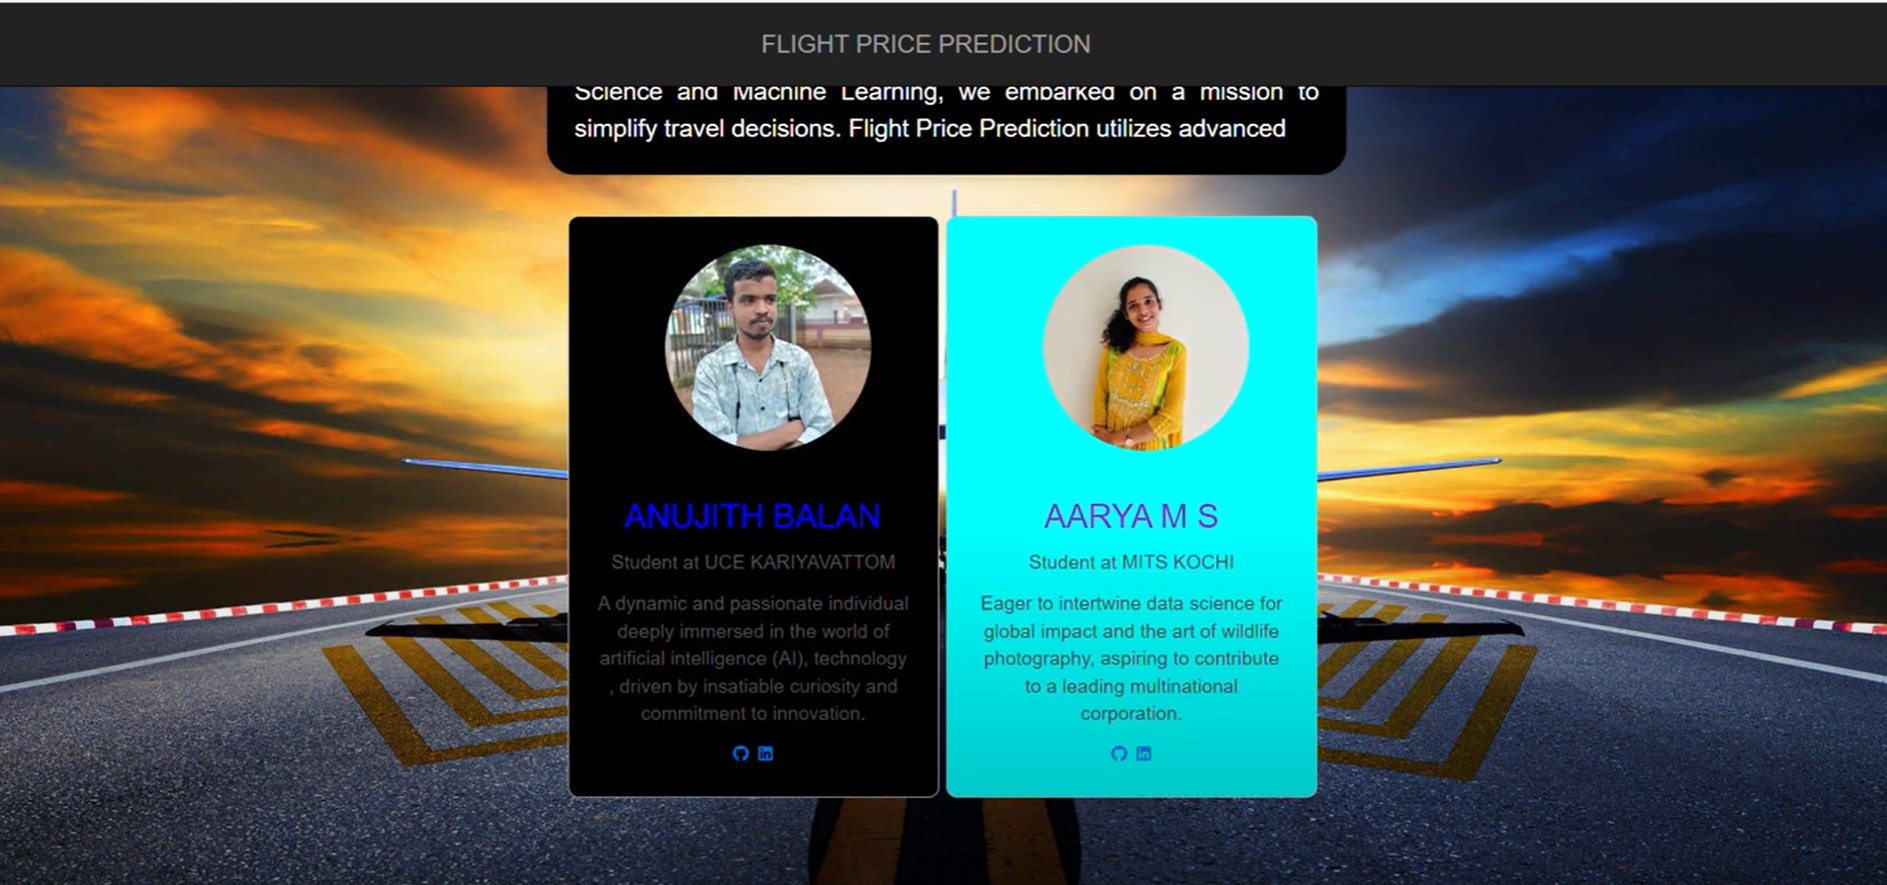 FLIGHT PRICE PREDICTION
Science and Machine Learning, we embarked on a mission to
simplify travel decisions. Flight Price Prediction utilizes advanced
ANUJITH BALAN
Student at UCE KARIYAVATTOM
A dynamic and passionate individual
deeply immersed in the world of
artificial intelligence (AI), technology
, driven by insatiable curiosity and
commitment to innovation.
AARYA M S
Student at MITS KOCHI
Eager to intertwine data science for
global impact and the art of wildlife
photography, aspiring to contribute
to a leading multinational
corporation.